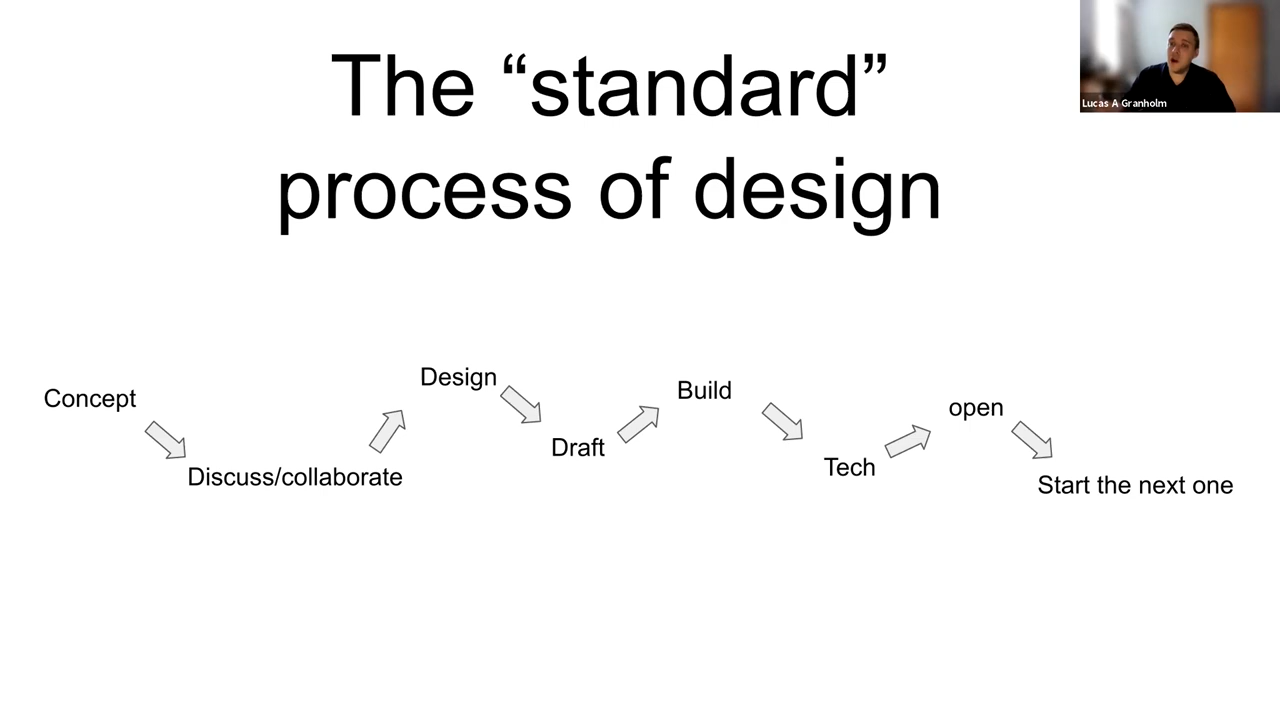 The “standard”
process of design
Lucas A Granholm
Concept
Discuss/collaborate
Design
Draft
Build
Tech
open
Start the next one